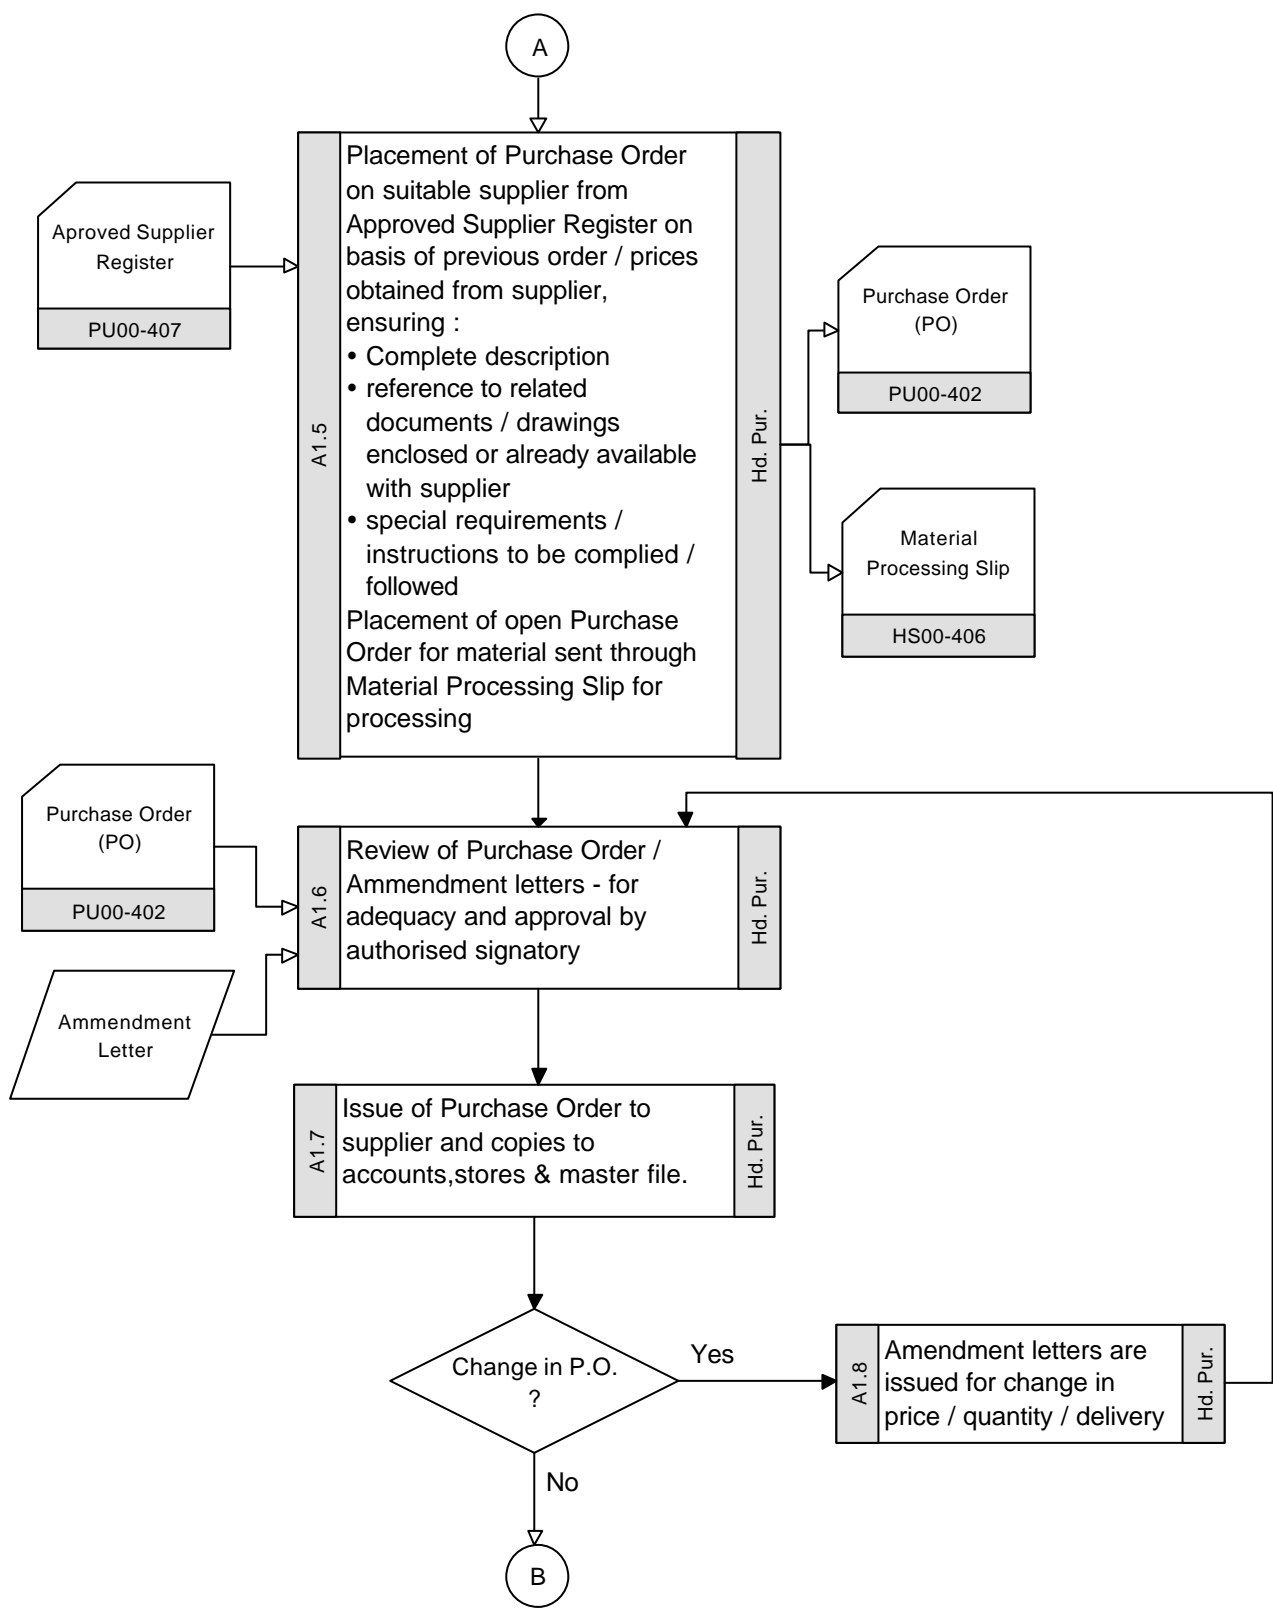 A
Aproved Supplier
Register
PU00-407
A1.5
Placement of Purchase Order
on suitable supplier from
Approved Supplier Register on
basis of previous order / prices
obtained from supplier,
ensuring :
• Complete description
• reference to related
documents / drawings
enclosed or already available
with supplier
• special requirements /
instructions to be complied /
followed
Placement of open Purchase
Order for material sent through
Material Processing Slip for
processing
Hd. Pur.
Purchase Order
(PO)
PU00-402
Material
Processing Slip
HS00-406
Purchase Order
(PO)
PU00-402
Ammendment
Letter
A1.6
Review of Purchase Order /
Ammendment letters - for
adequacy and approval by
authorised signatory
Hd. Pur.
A1.7
Issue of Purchase Order to
supplier and copies to
accounts,stores & master file.
Hd. Pur.
Change in P.O.
?
Yes
A1.8
Amendment letters are
issued for change in
price / quantity / delivery
Hd. Pur.
No
B